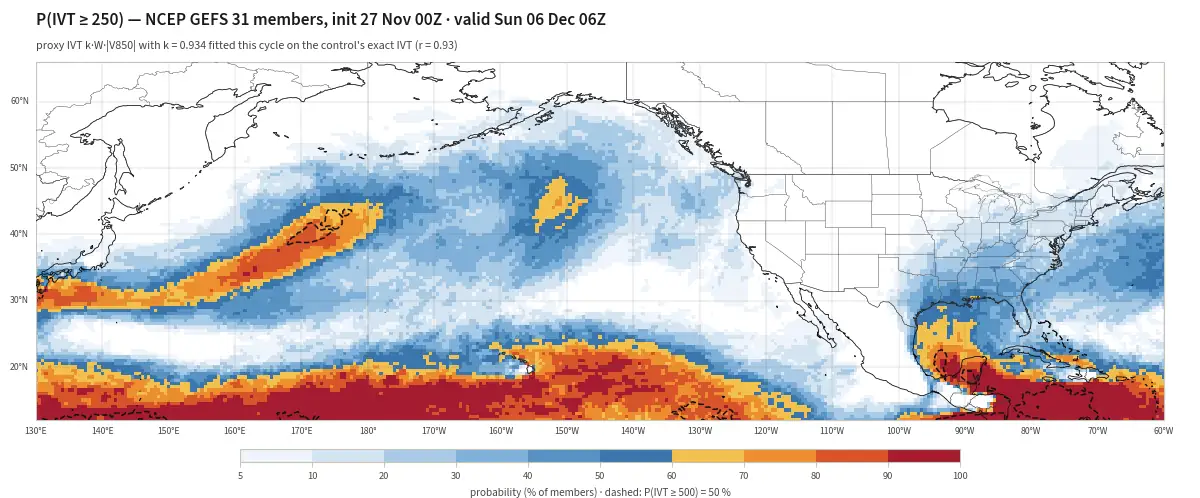 P(IVT ≥ 250) — NCEP GEFS 31 members, init 27 Nov 00Z · valid Sun 06 Dec 06Z
proxy IVT k·W·|V850| with k = 0.934 fitted this cycle on the control's exact IVT (r = 0.93)
60°N
50°N
40°N
30°N
20°N
130°E 140°E 150°E 160°E 170°E 180° 170°W 160°W 150°W 140°W 130°W 120°W 110°W 100°W 90°W 80°W 70°W 60°W
5 10 20 30 40 50 60 70 80 90 100
probability (% of members) · dashed: P(IVT ≥ 500) = 50 %